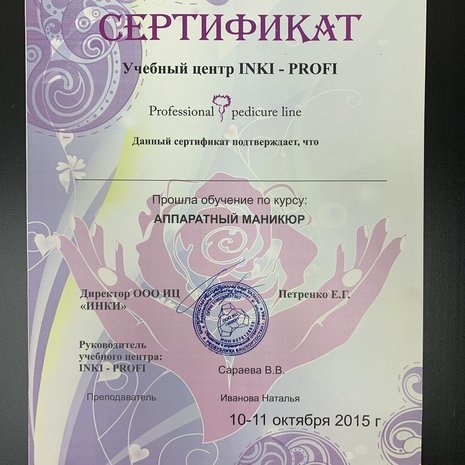 СЕРТИФИКАТ
Учебный центр INKI - PROFI
Professional pedicure line
Данный сертификат подтверждает, что
Прошла обучение по курсу:
АППАРАТНЫЙ МАНИКЮР
Директор ООО ИЦ Петренко Е.Г.
«ИНКИ»
Руководитель
учебного центра:
INKI - PROFI Сараева В.В.
Преподаватель Иванова Наталья
10-11 октября 2015 г